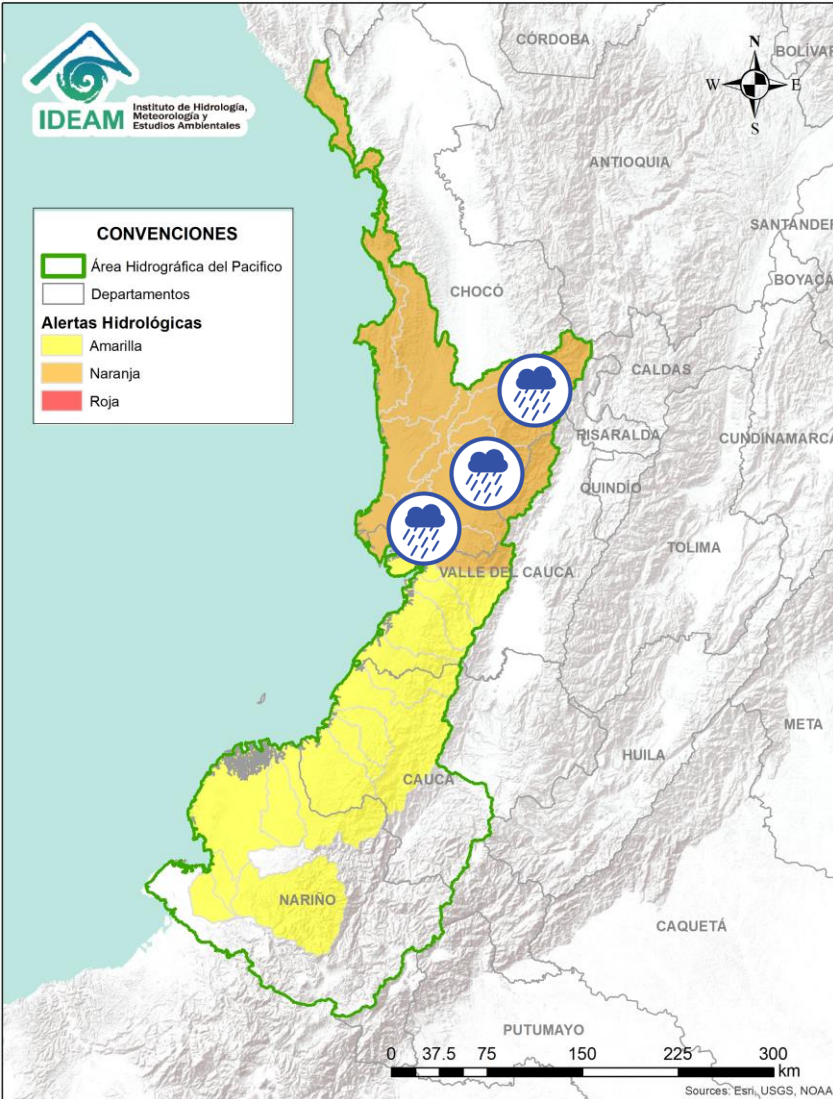 CÓRDOBA
BOLÍVAR
N
W
E
S
IDEAM
Instituto de Hidrología,
Meteorología y
Estudios Ambientales
ANTIOQUIA
SANTANDER
CONVENCIONES
Área Hidrográfica del Pacifico
Departamentos
Alertas Hidrológicas
Amarilla
Naranja
Roja
BOYACÁ
CHOCÓ
CALDAS
RISARALDA
CUNDINAMARCA
QUINDÍO
TOLIMA
VALLE DEL CAUCA
META
HUILA
CAUCA
NARIÑO
CAQUETÁ
PUTUMAYO
0 37.5 75 150 225 300
km
Sources: Esri, USGS, NOAA